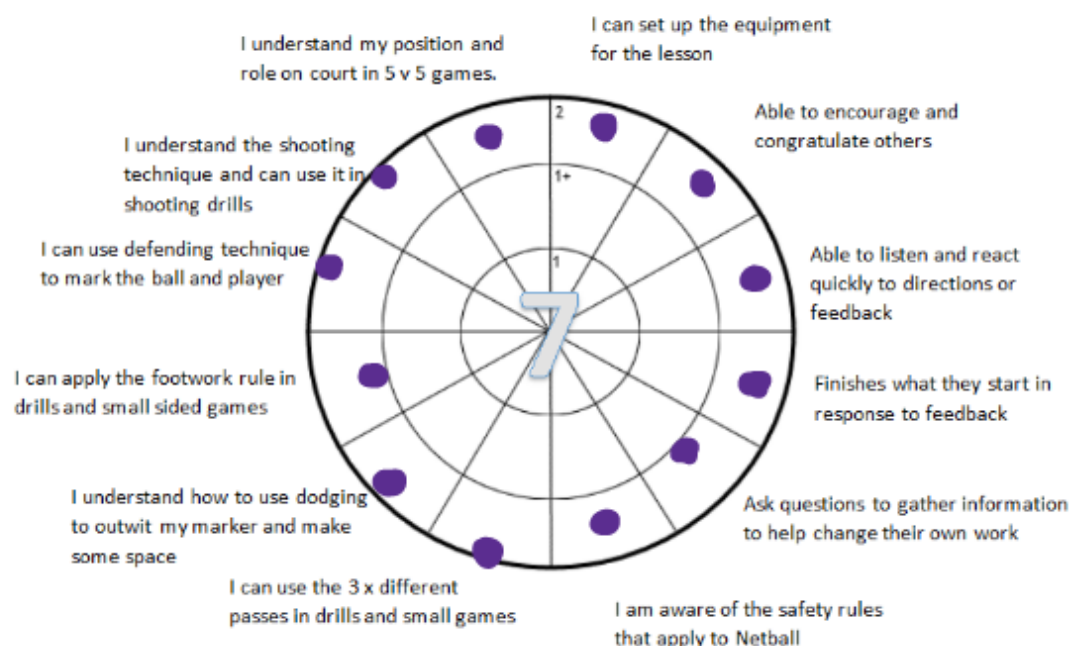 I can set up the equipment
for the lesson
I understand my position and
role on court in 5 v 5 games.
Able to encourage and
congratulate others
I understand the shooting
technique and can use it in
shooting drills
2
1+
1
7
I can use defending technique
to mark the ball and player
Able to listen and react
quickly to directions or
feedback
I can apply the footwork rule in
drills and small sided games
Finishes what they start in
response to feedback
I understand how to use dodging
to outwit my marker and make
some space
Ask questions to gather information
to help change their own work
I can use the 3 x different
passes in drills and small games
I am aware of the safety rules
that apply to Netball